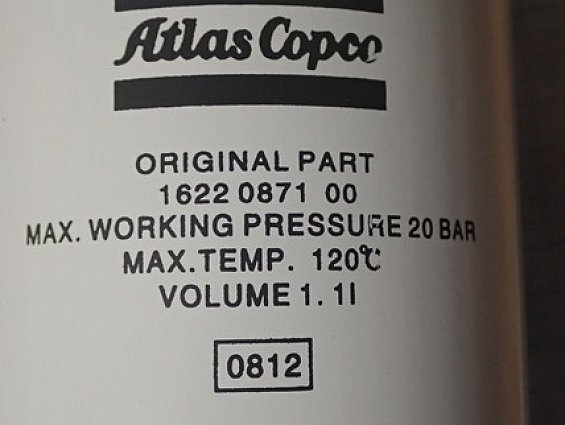 Atlas Copco
ORIGINAL PART
1622 0871 00
MAX. WORKING PRESSURE 20 BAR
MAX. TEMP. 120℃
VOLUME 1.1l
0812